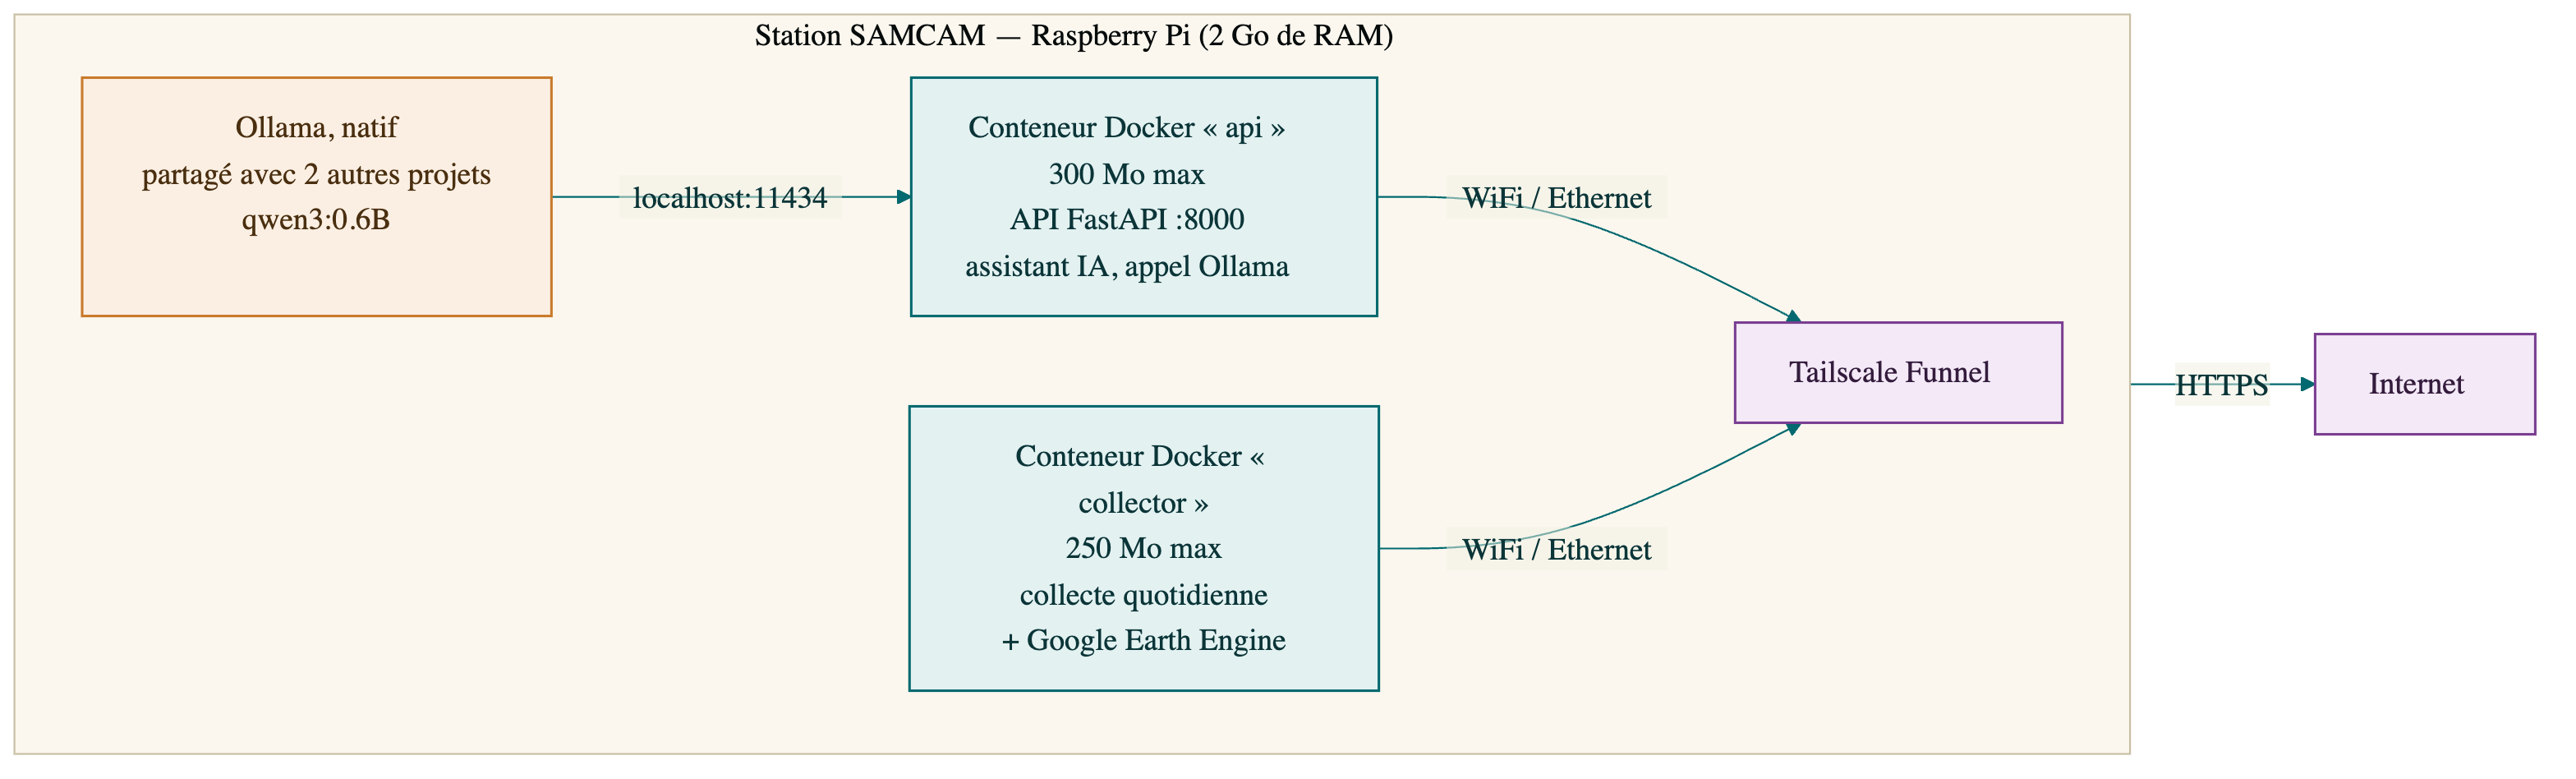 Station SAMCAM — Raspberry Pi (2 Go de RAM)
Ollama, natif
partagé avec 2 autres projets
qwen3:0.6B
localhost:11434
Conteneur Docker « api »
300 Mo max
API FastAPI :8000
assistant IA, appel Ollama
WiFi / Ethernet
Conteneur Docker «
collector »
250 Mo max
collecte quotidienne
+ Google Earth Engine
WiFi / Ethernet
Tailscale Funnel
HTTPS
Internet